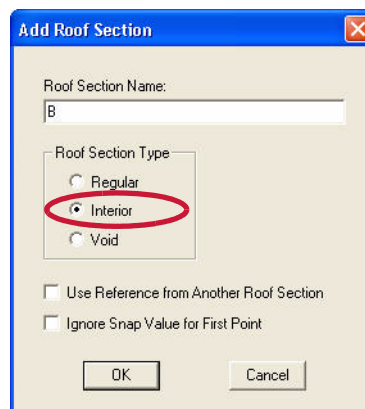 Add Roof Section
Roof Section Name:
B
Roof Section Type
Regular
Interior
Void
Use Reference from Another Roof Section
Ignore Snap Value for First Point
OK
Cancel